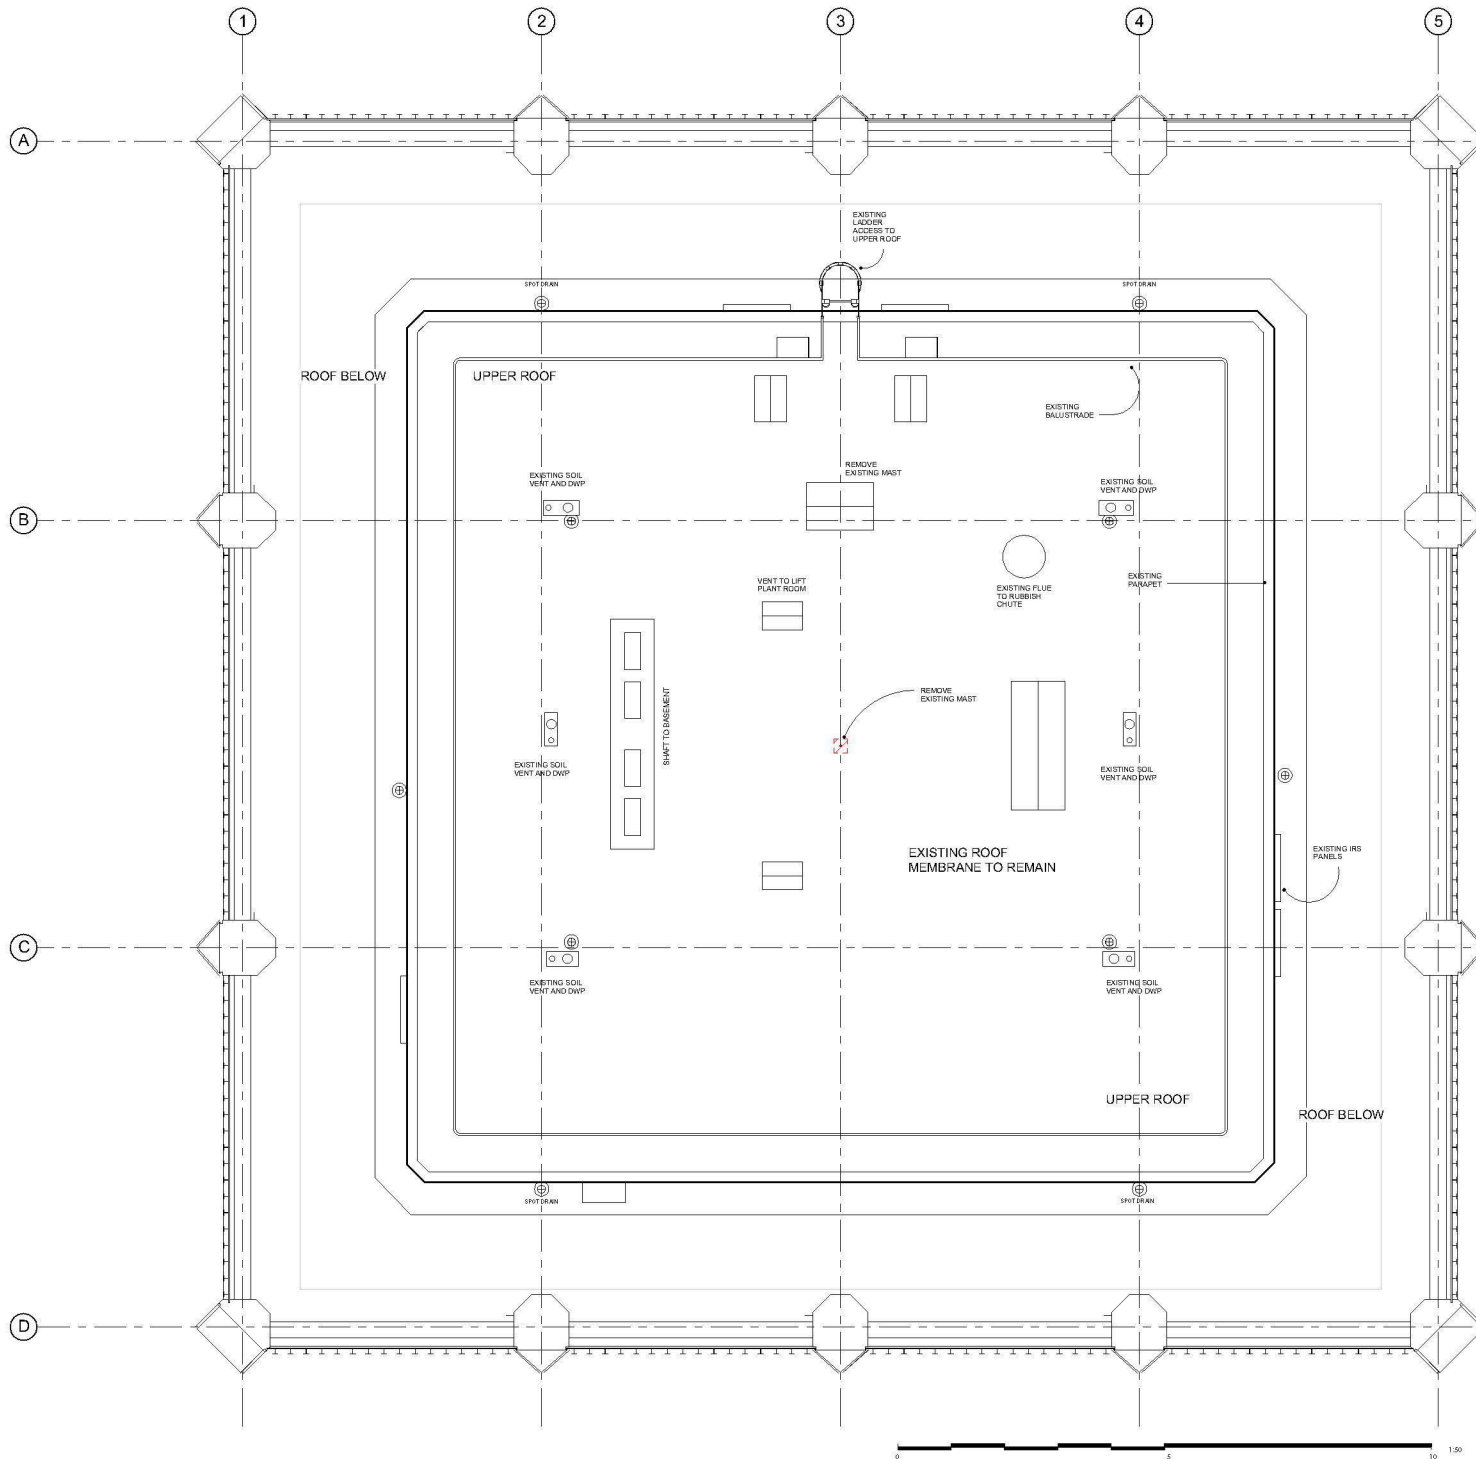 1
2
3
4
5
A
EXISTING
LADDER
ACCESS TO
UPPER ROOF
SPOT DRAIN
SPOT DRAIN
ROOF BELOW
UPPER ROOF
EXISTING
BALUSTRADE
REMOVE
EXISTING MAST
EXISTING SOIL
VENT AND DWP
EXISTING SOIL
VENT AND DWP
B
VENT TO LIFT
PLANT ROOM
EXISTING FLUE
TO RUBBISH
CHUTE
EXISTING
PARAPET
SHAFT TO BASEMENT
REMOVE
EXISTING MAST
EXISTING SOIL
VENT AND DWP
EXISTING SOIL
VENT AND DWP
EXISTING ROOF
MEMBRANE TO REMAIN
EXISTING IRS
PANELS
C
EXISTING SOIL
VENT AND DWP
EXISTING SOIL
VENT AND DWP
UPPER ROOF
ROOF BELOW
SPOT DRAIN
SPOT DRAIN
D
0
5
10
1:50